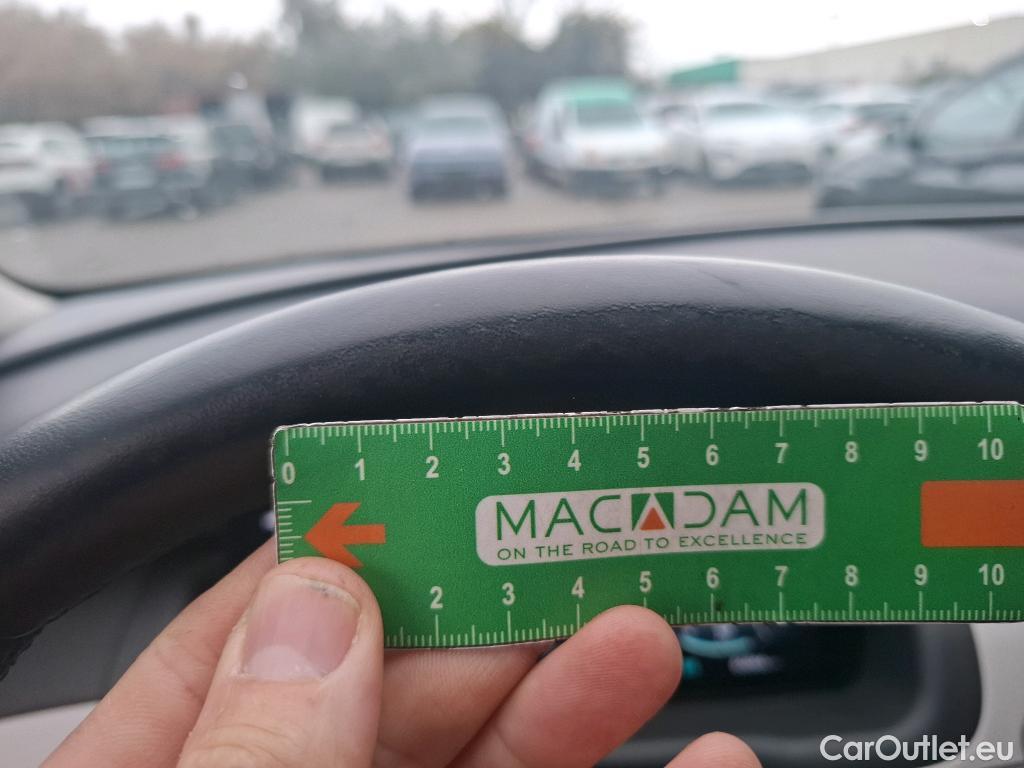 0 1 2 3 4 5 6 7 8 9 10
MACADAM
ON THE ROAD TO EXCELLENCE
2 3 4 5 6 7 8 9 10
CarOutlet.eu